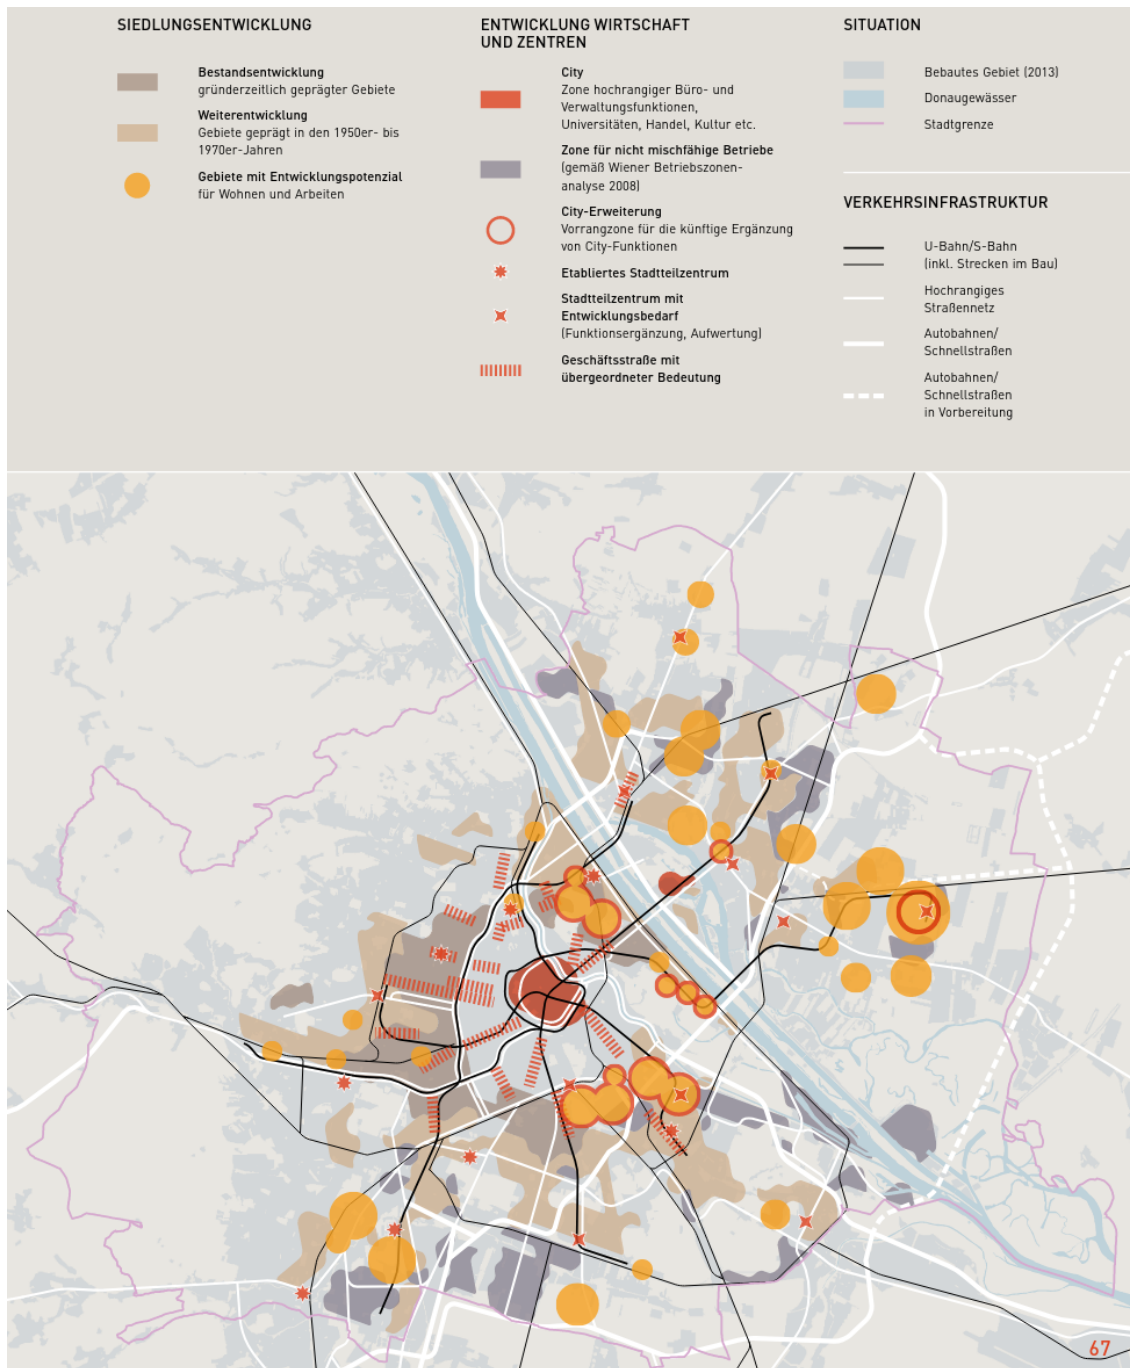 SIEDLUNGSENTWICKLUNG
Bestandsentwicklung
gründerzeitlich geprägter Gebiete
Weiterentwicklung
Gebiete geprägt in den 1950er- bis
1970er-Jahren
Gebiete mit Entwicklungspotenzial
für Wohnen und Arbeiten
ENTWICKLUNG WIRTSCHAFT
UND ZENTREN
City
Zone hochrangiger Büro- und
Verwaltungsfunktionen,
Universitäten, Handel, Kultur etc.
Zone für nicht mischfähige Betriebe
(gemäß Wiener Betriebszonen-
analyse 2008)
City-Erweiterung
Vorrangzone für die künftige Ergänzung
von City-Funktionen
Etabliertes Stadtteilzentrum
Stadtteilzentrum mit
Entwicklungsbedarf
(Funktionsergänzung, Aufwertung)
Geschäftsstraße mit
übergeordneter Bedeutung
SITUATION
Bebautes Gebiet (2013)
Donaugewässer
Stadtgrenze
VERKEHRSINFRASTRUKTUR
U-Bahn/S-Bahn
(inkl. Strecken im Bau)
Hochrangiges
Straßennetz
Autobahnen/
Schnellstraßen
Autobahnen/
Schnellstraßen
in Vorbereitung
67